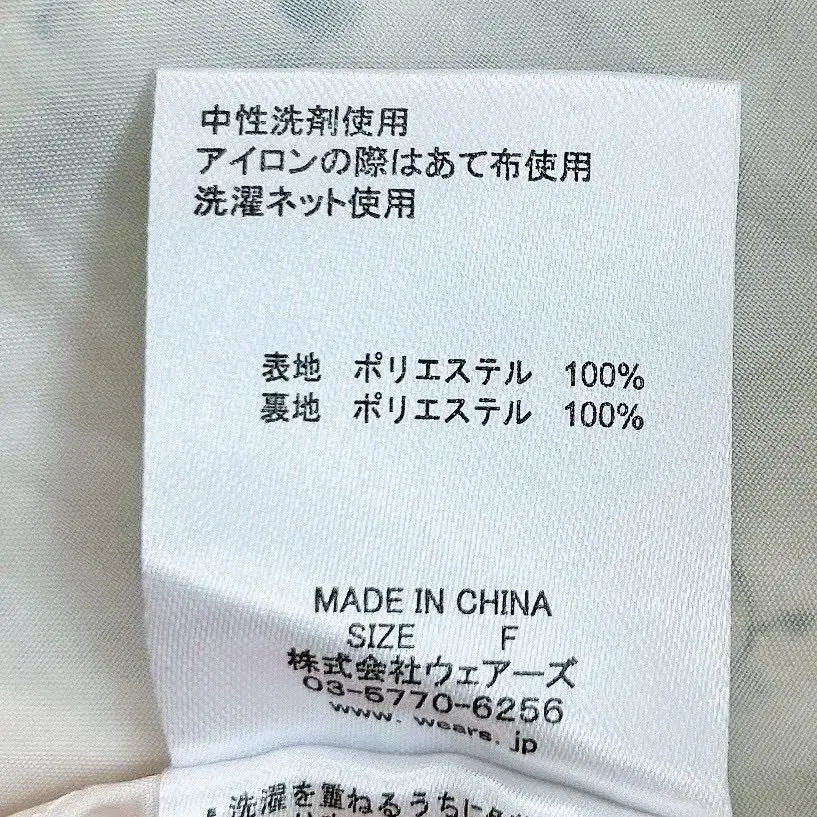 中性洗剤使用
アイロンの際はあて布使用
洗濯ネット使用
表地 ポリエステル 100%
裏地 ポリエステル 100%
MADE IN CHINA
SIZE F
株式会社ウェアーズ
03-5770-6256
www. wears. jp
洗濯を重ねるうちに